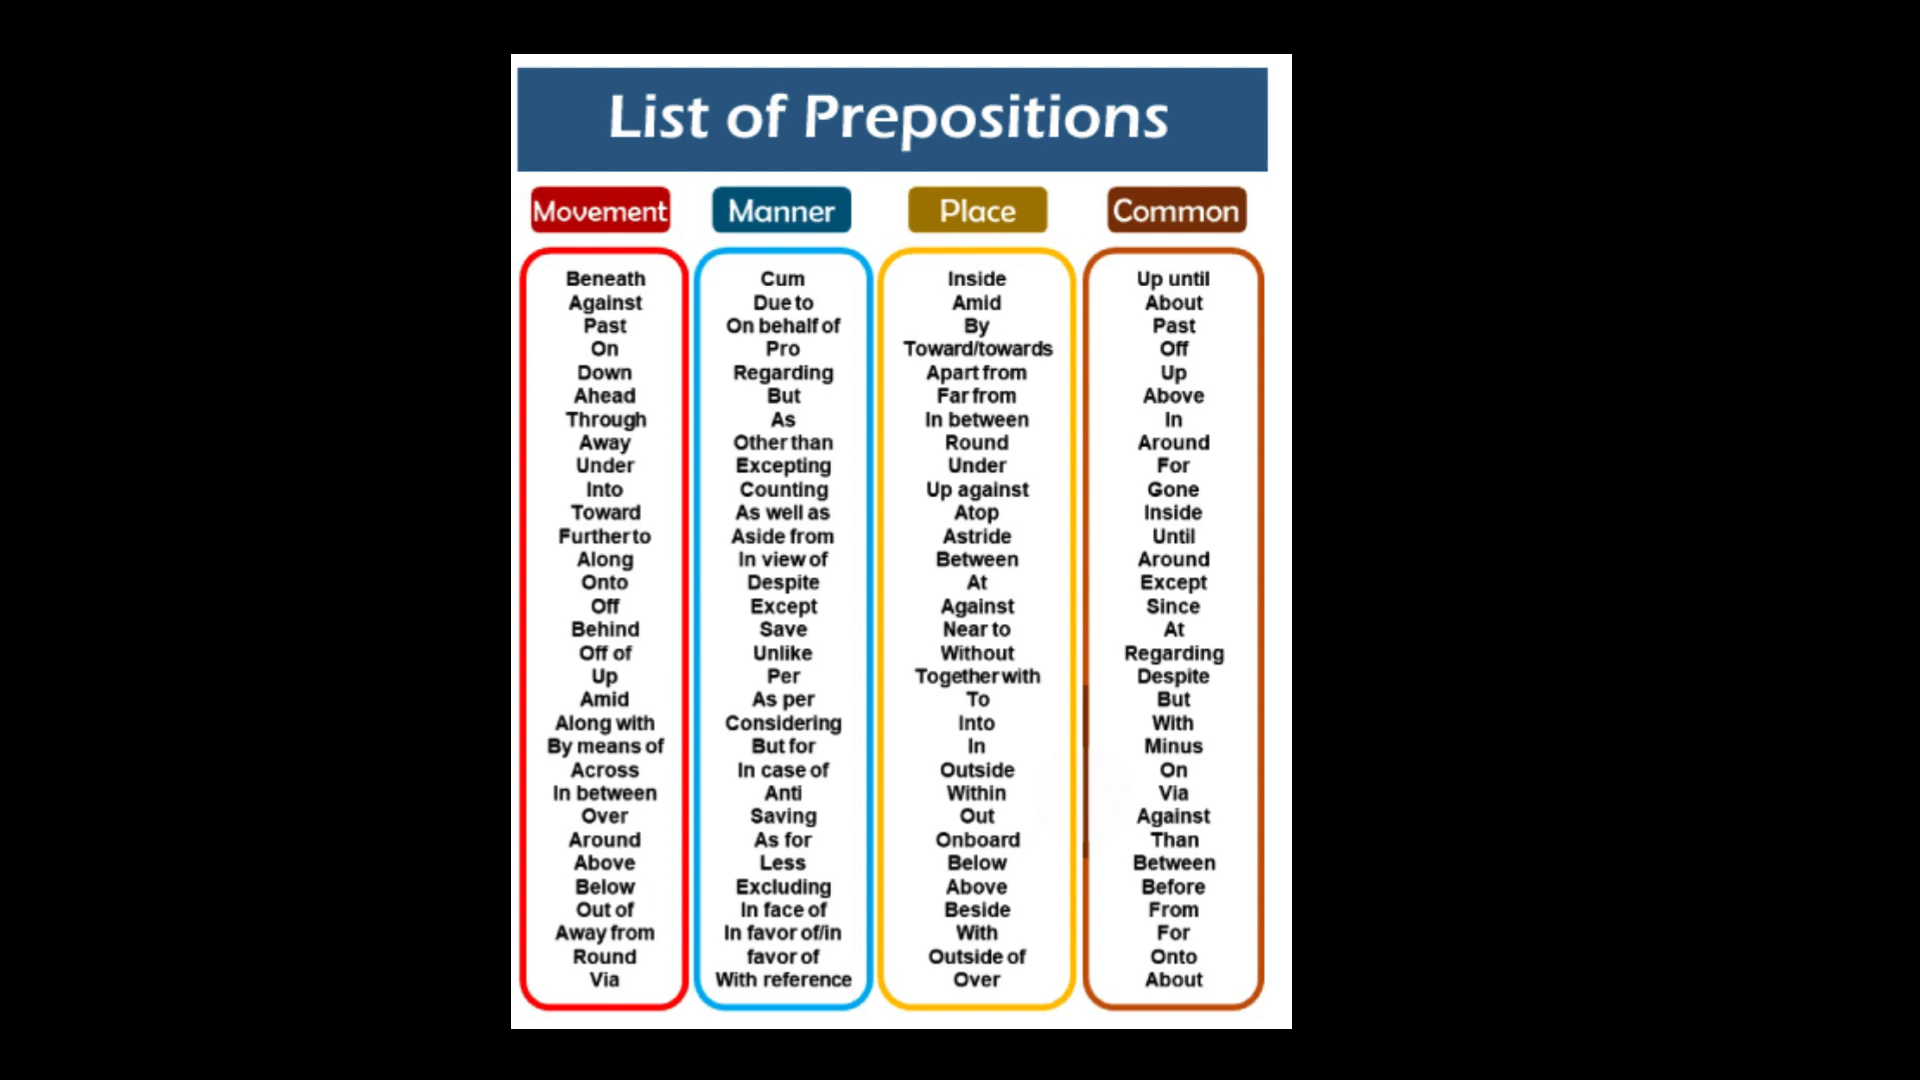 List of Prepositions
Movement
Beneath
Against
Past
On
Down
Ahead
Through
Away
Under
Into
Toward
Further to
Along
Onto
Off
Behind
Off of
Up
Amid
Along with
By means of
Across
In between
Over
Around
Above
Below
Out of
Away from
Round
Via
Manner
Cum
Due to
On behalf of
Pro
Regarding
But
As
Other than
Excepting
Counting
As well as
Aside from
In view of
Despite
Except
Save
Unlike
Per
As per
Considering
But for
In case of
Anti
Saving
As for
Less
Excluding
In face of
In favor of/in
favor of
With reference
Place
Inside
Amid
By
Toward/towards
Apart from
Far from
In between
Round
Under
Up against
Atop
Astride
Between
At
Against
Near to
Without
Together with
To
Into
In
Outside
Within
Out
Onboard
Below
Above
Beside
With
Outside of
Over
Common
Up until
About
Past
Off
Up
Above
In
Around
For
Gone
Inside
Until
Around
Except
Since
At
Regarding
Despite
But
With
Minus
On
Via
Against
Than
Between
Before
From
For
Onto
About